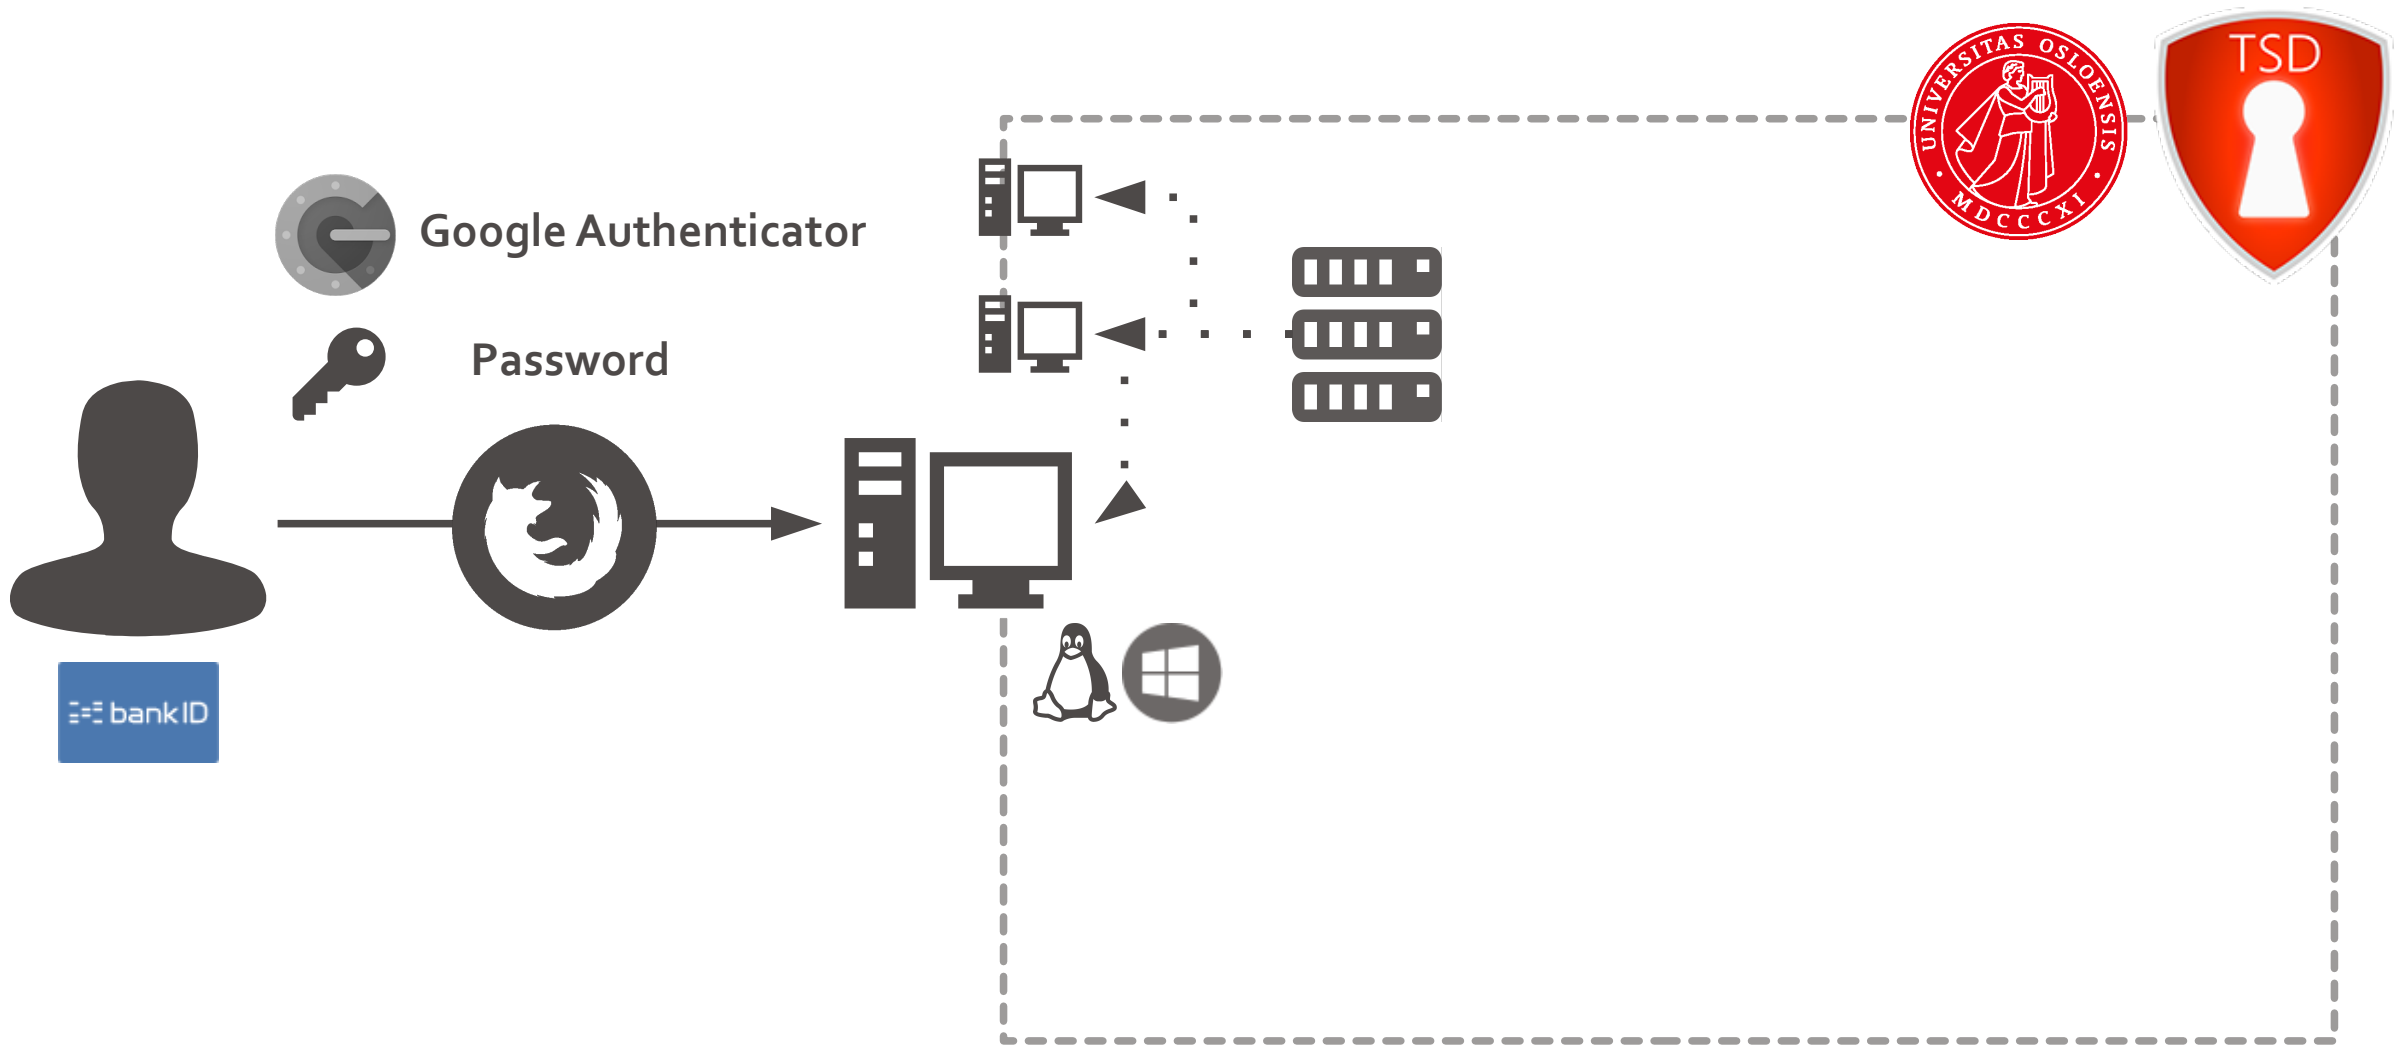 UNIVERSITAS OSLOENSIS
MDCCCXI
TSD
Google Authenticator
Password
bankID